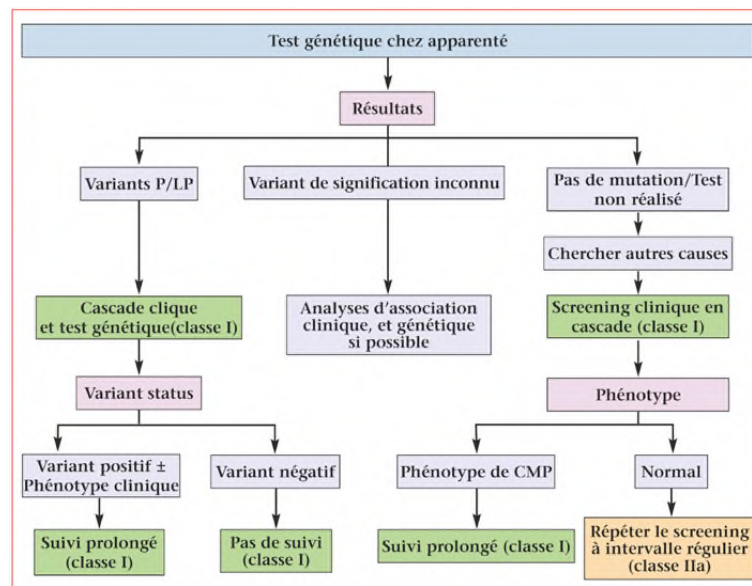 Test génétique chez apparenté
Résultats
Variants P/LP
Variant de signification inconnu
Pas de mutation/Test
non réalisé
Chercher autres causes
Cascade clique
et test génétique(classe I)
Analyses d'association
clinique, et génétique
si possible
Screening clinique en
cascade (classe I)
Variant status
Phénotype
Variant positif ±
Phénotype clinique
Variant négatif
Phénotype de CMP
Normal
Suivi prolongé
(classe I)
Pas de suivi
(classe I)
Suivi prolongé (classe I)
Répéter le screening
à intervalle régulier
(classe IIa)